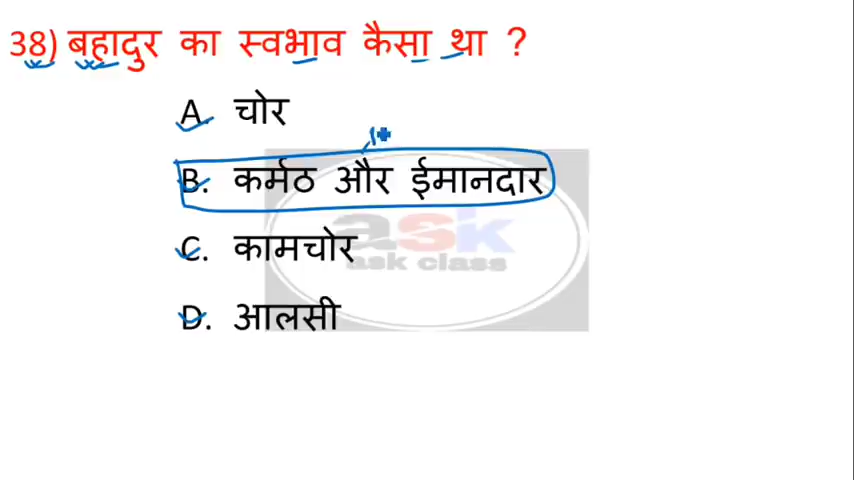 38) बहादुर का स्वभाव कैसा था ?
A. चोर
B. कर्मठ और ईमानदार
C. कामचोर
D. आलसी
ask
ask class